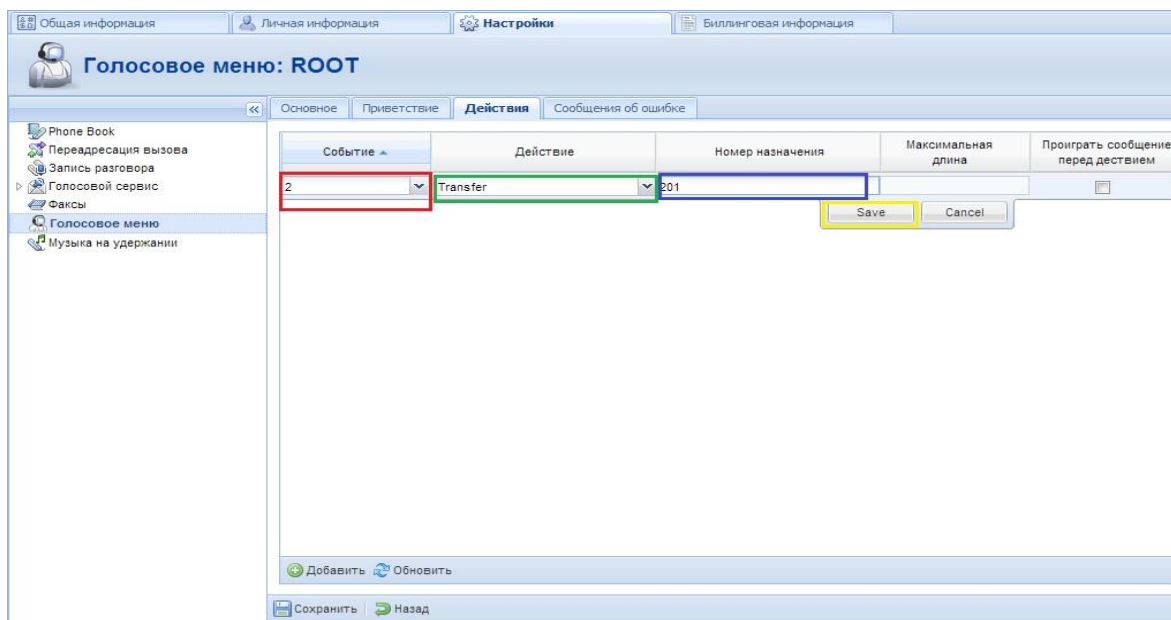 Общая информация
Личная информация
Настройки
Биллинговая информация
Голосовое меню: ROOT
Основное
Приветствие
Действия
Сообщения об ошибке
Phone Book
Переадресация вызова
Запись разговора
Голосовой сервис
Факсы
Голосовое меню
Музыка на удержании
Событие
Действие
Номер назначения
Максимальная
длина
Проиграть сообщение
перед дествием
2
Transfer
201
Save
Cancel
Добавить
Обновить
Сохранить
Назад